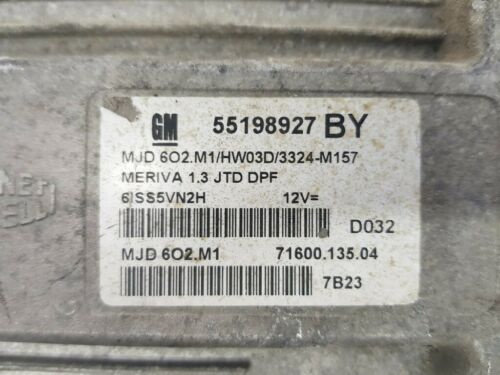 GM 55198927 BY
MJD 6O2.M1/HW03D/3324-M157
MERIVA 1.3 JTD DPF
6JSS5VN2H 12V=
D032
MJD 6O2.M1 71600.135.04
7B23